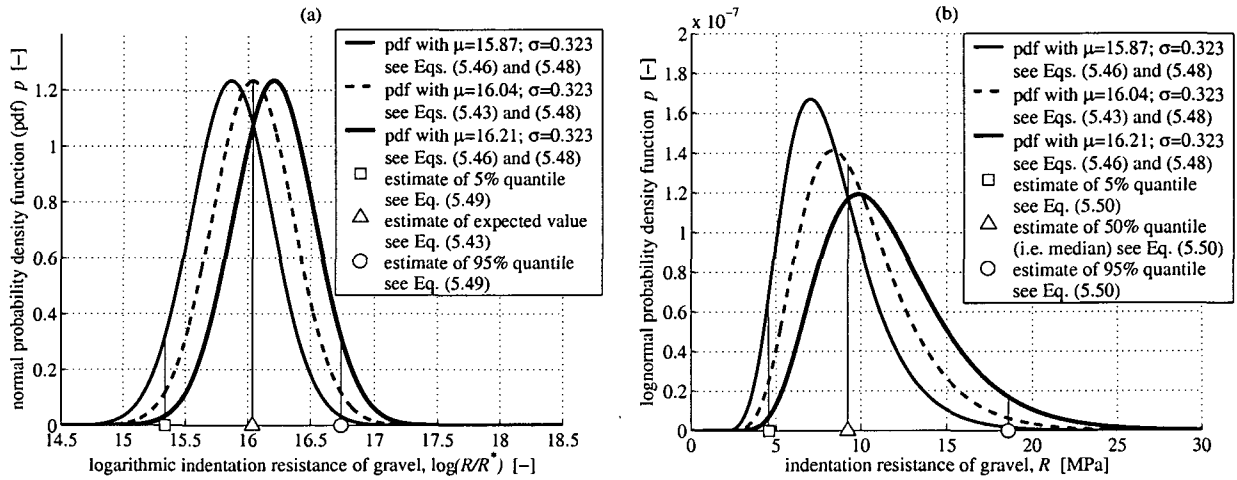 (a)
normal probability density function (pdf) p [−]
1.2
1
0.8
0.6
0.4
0.2
0
14.5 15 15.5 16 16.5 17 17.5 18 18.5
logarithmic indentation resistance of gravel, log(R/R*) [−]
pdf with μ=15.87; σ=0.323
see Eqs. (5.46) and (5.48)
pdf with μ=16.04; σ=0.323
see Eqs. (5.43) and (5.48)
pdf with μ=16.21; σ=0.323
see Eqs. (5.46) and (5.48)
estimate of 5% quantile
see Eq. (5.49)
estimate of expected value
see Eq. (5.43)
estimate of 95% quantile
see Eq. (5.49)
(b)
x 10⁻⁷
lognormal probability density function p [−]
2
1.8
1.6
1.4
1.2
1
0.8
0.6
0.4
0.2
0
0 5 10 15 20 25 30
indentation resistance of gravel, R [MPa]
pdf with μ=15.87; σ=0.323
see Eqs. (5.46) and (5.48)
pdf with μ=16.04; σ=0.323
see Eqs. (5.43) and (5.48)
pdf with μ=16.21; σ=0.323
see Eqs. (5.46) and (5.48)
estimate of 5% quantile
see Eq. (5.50)
estimate of 50% quantile
(i.e. median) see Eq. (5.50)
estimate of 95% quantile
see Eq. (5.50)